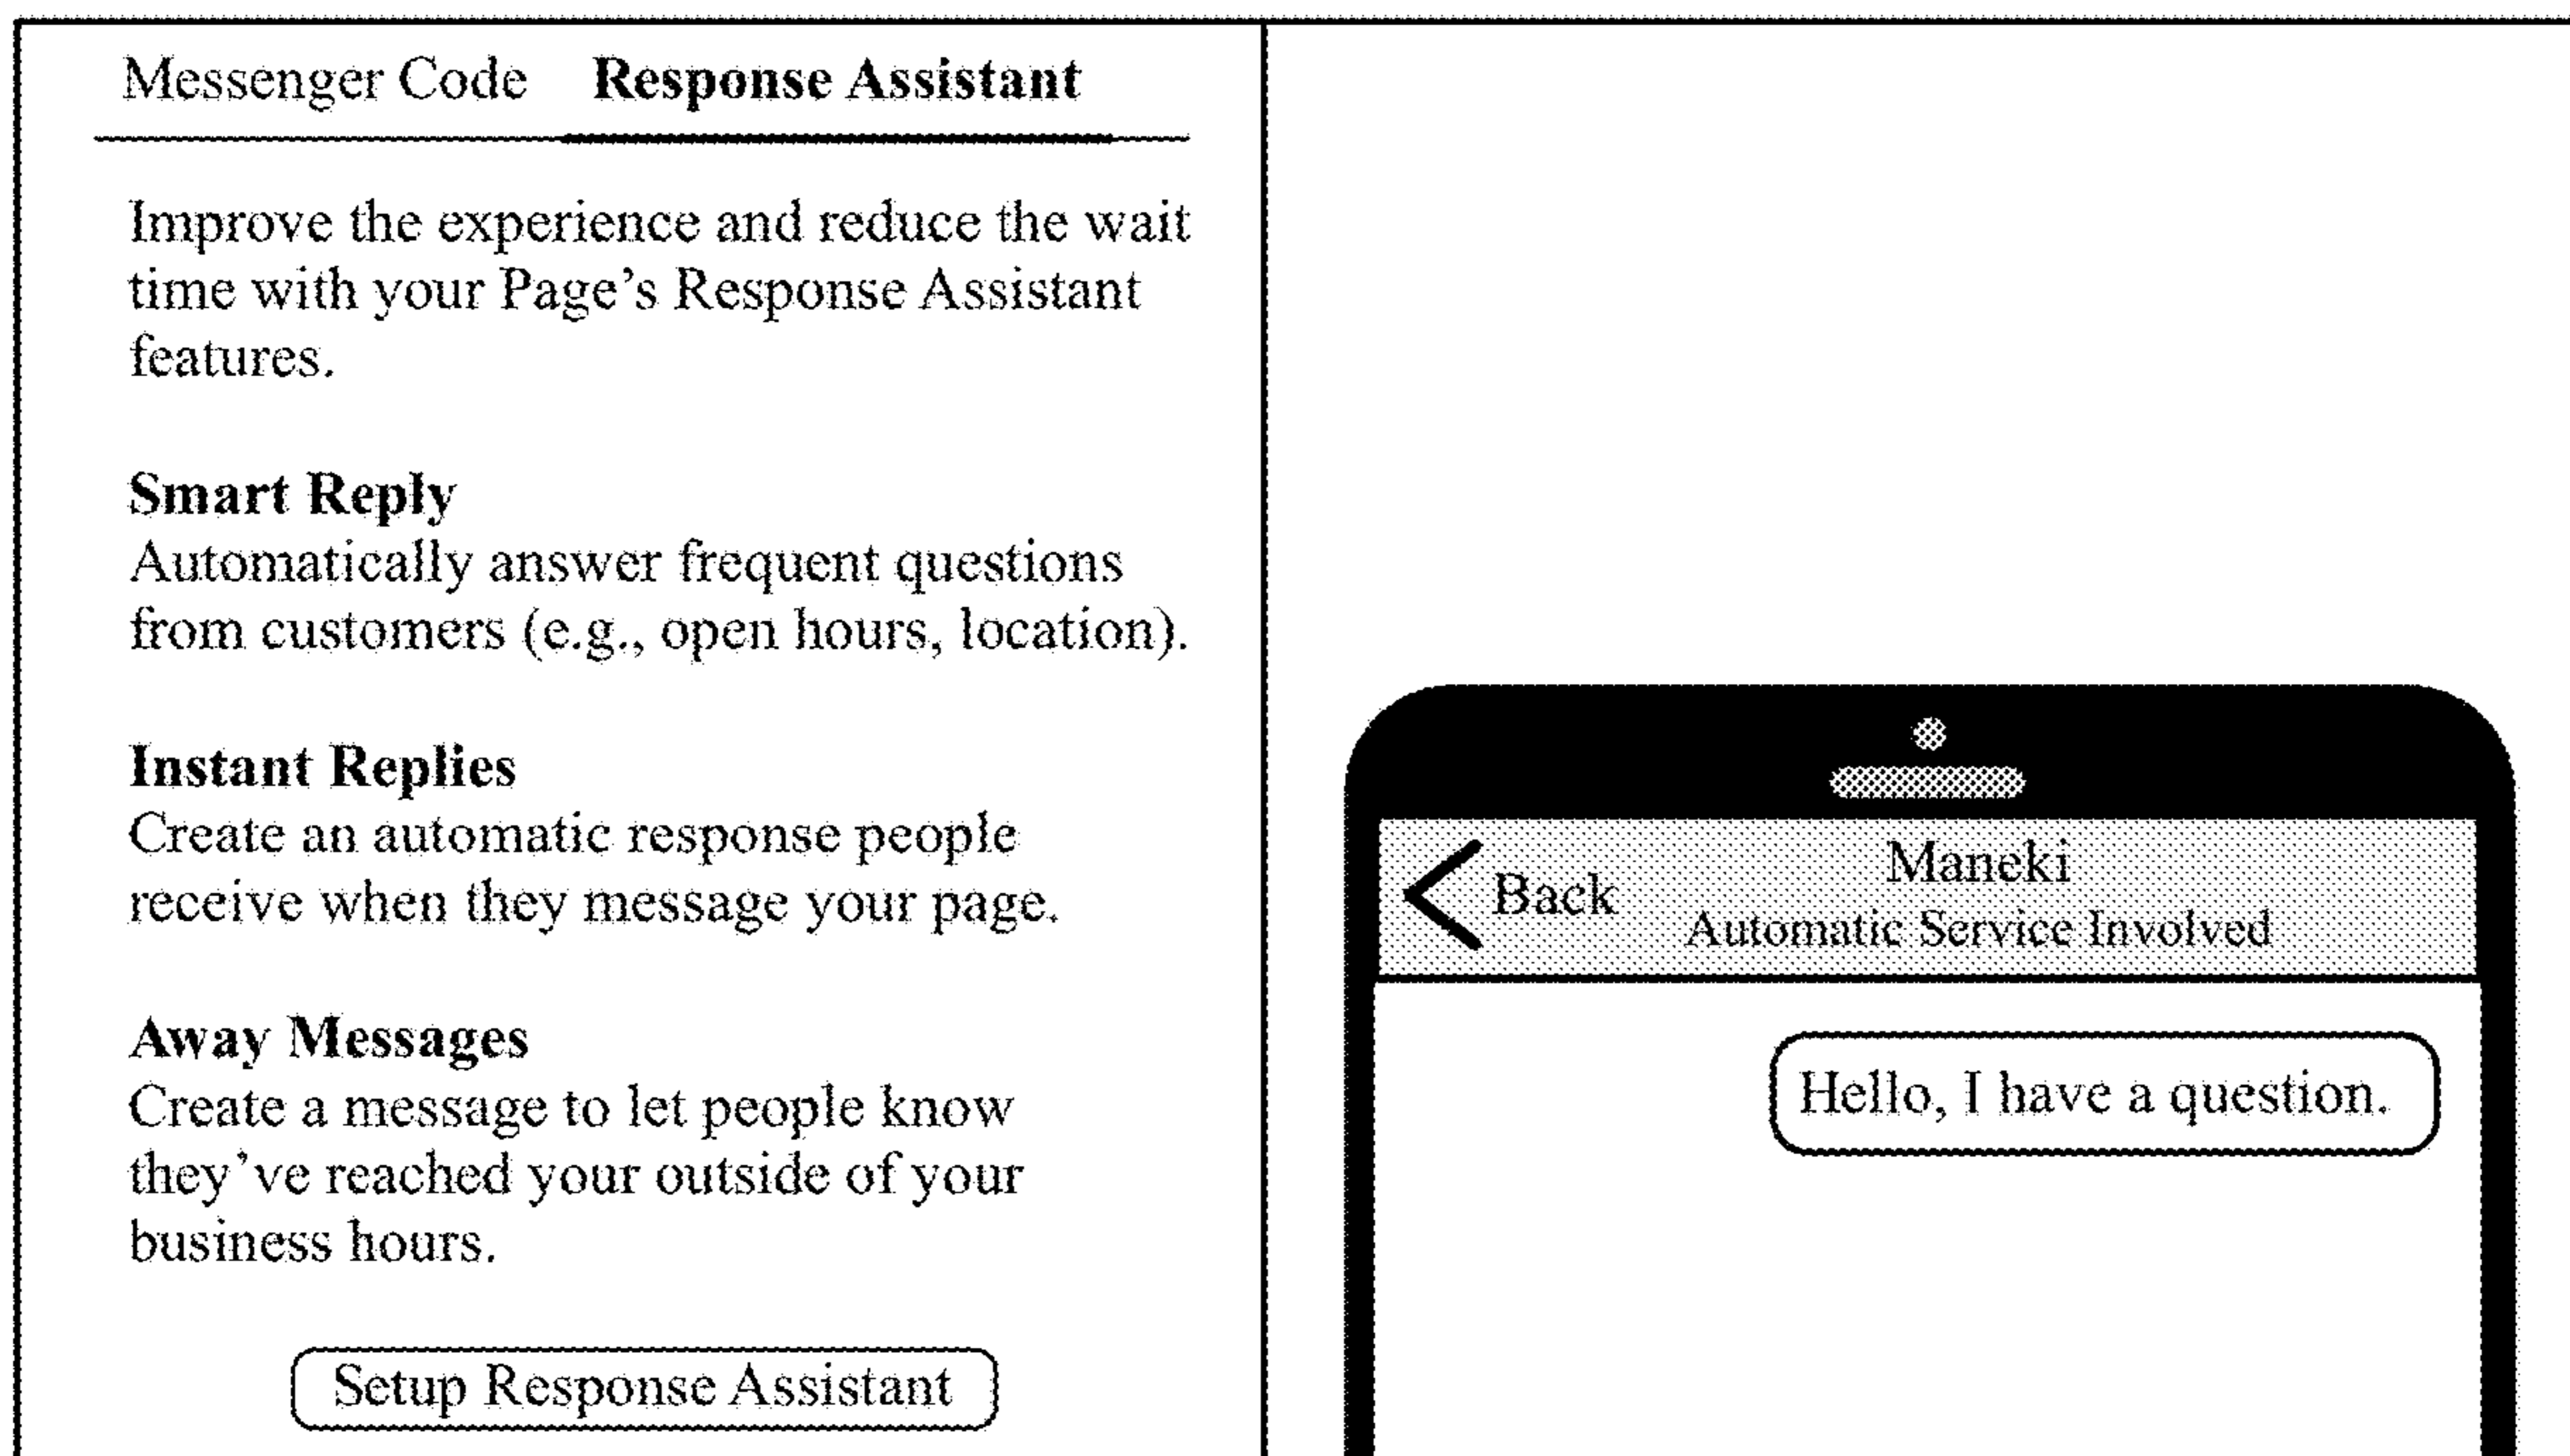 Messenger Code Response Assistant
Improve the experience and reduce the wait
time with your Page's Response Assistant
features.
Smart Reply
Automatically answer frequent questions
from customers (e.g., open hours, location).
Instant Replies
Create an automatic response people
receive when they message your page.
Away Messages
Create a message to let people know
they've reached your outside of your
business hours.
Setup Response Assistant
Back
Maneki
Automatic Service Involved
Hello, I have a question.